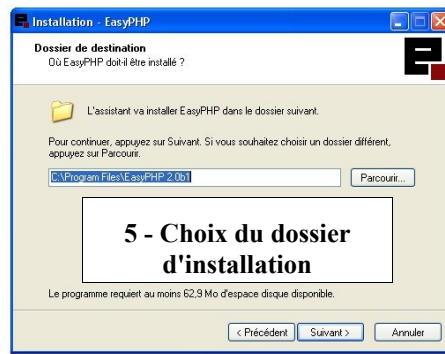 Installation - EasyPHP
Dossier de destination
Où EasyPHP doit-il être installé ?
L'assistant va installer EasyPHP dans le dossier suivant.
Pour continuer, appuyez sur Suivant. Si vous souhaitez choisir un dossier différent,
appuyez sur Parcourir.
C:\Program Files\EasyPHP 2.0b1
Parcourir...
5 - Choix du dossier
d'installation
Le programme requiert au moins 62,9 Mo d'espace disque disponible.
< Précédent
Suivant >
Annuler